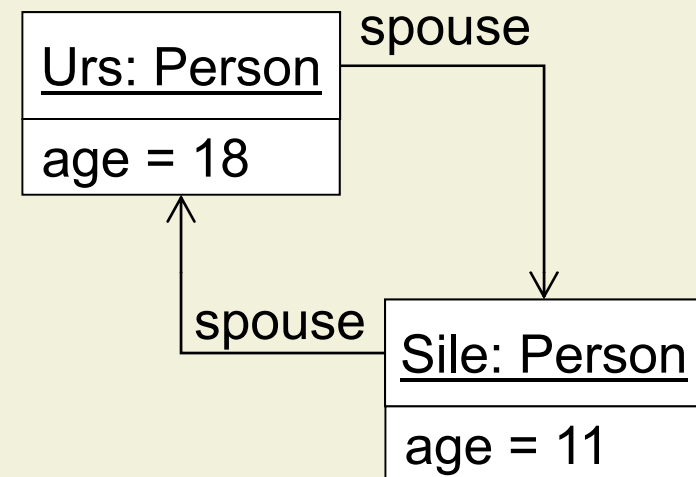 spouse
Urs: Person
age = 18
spouse
Sile: Person
age = 11